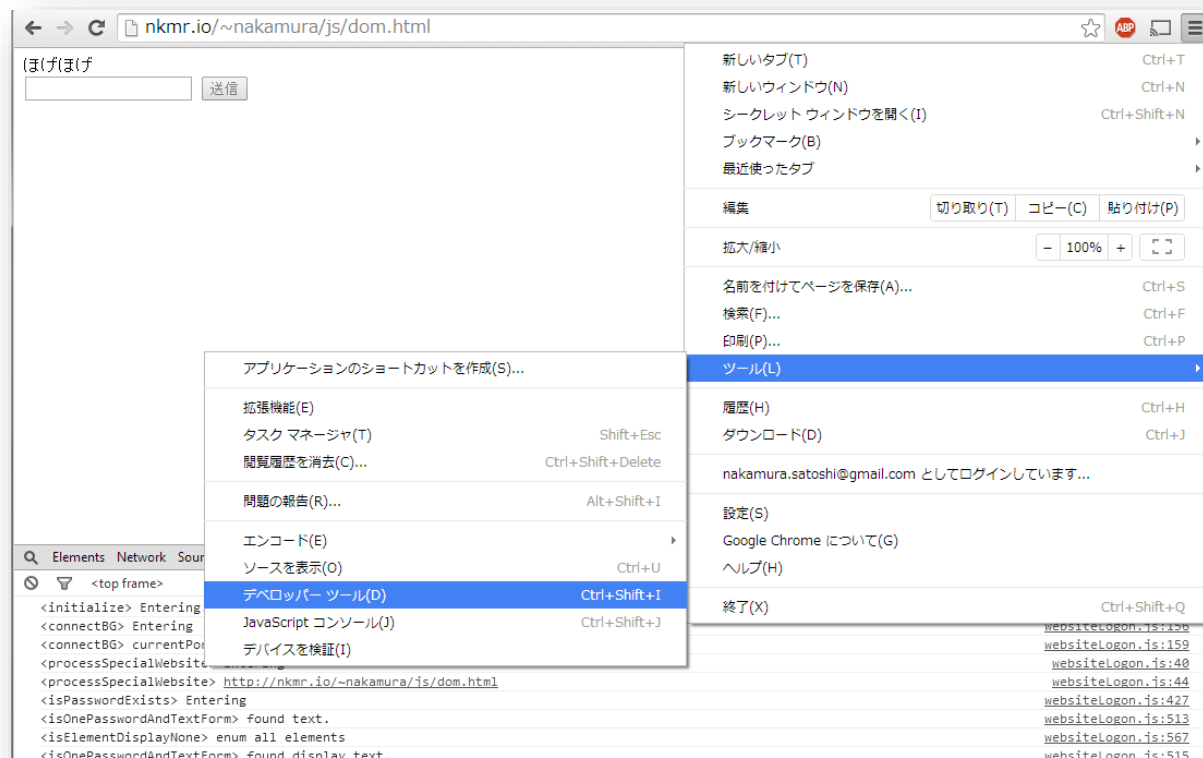 nkmr.io/~nakamura/js/dom.html
ABP
ほげほげ
送信
新しいタブ(T) Ctrl+T
新しいウィンドウ(N) Ctrl+N
シークレット ウィンドウを開く(I) Ctrl+Shift+N
ブックマーク(B)
最近使ったタブ
編集 切り取り(T) コピー(C) 貼り付け(P)
拡大/縮小 − 100% +
名前を付けてページを保存(A)... Ctrl+S
検索(F)... Ctrl+F
印刷(P)... Ctrl+P
ツール(L)
履歴(H) Ctrl+H
ダウンロード(D) Ctrl+J
nakamura.satoshi@gmail.com としてログインしています...
設定(S)
Google Chrome について(G)
ヘルプ(H)
終了(X) Ctrl+Shift+Q
アプリケーションのショートカットを作成(S)...
拡張機能(E)
タスク マネージャ(T) Shift+Esc
閲覧履歴を消去(C)... Ctrl+Shift+Delete
問題の報告(R)... Alt+Shift+I
エンコード(E)
ソースを表示(O) Ctrl+U
デベロッパー ツール(D) Ctrl+Shift+I
JavaScript コンソール(J) Ctrl+Shift+J
デバイスを検証(I)
Elements Network Sour
<top frame>
<initialize> Entering
<connectBG> Entering websiteLogon.js:156
<connectBG> currentPor websiteLogon.js:159
<processSpecialWebsite> Entering websiteLogon.js:40
<processSpecialWebsite> http://nkmr.io/~nakamura/js/dom.html websiteLogon.js:44
<isPasswordExists> Entering websiteLogon.js:427
<isOnePasswordAndTextForm> found text. websiteLogon.js:513
<isElementDisplayNone> enum all elements websiteLogon.js:567
<isOnePasswordAndTextForm> found display text. websiteLogon.js:515